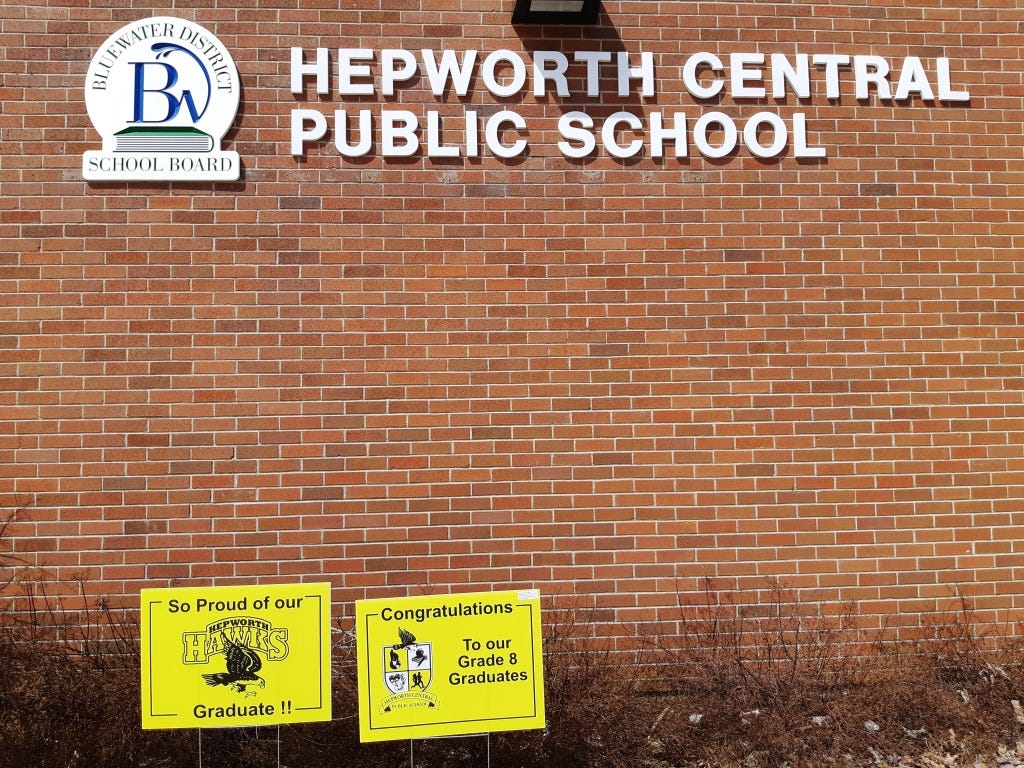 BLUEWATER DISTRICT
BW
SCHOOL BOARD
HEPWORTH CENTRAL
PUBLIC SCHOOL
So Proud of our
HEPWORTH
HAWKS
Graduate !!
Congratulations
To our
Grade 8
Graduates
HEPWORTH CENTRAL
PUBLIC SCHOOL